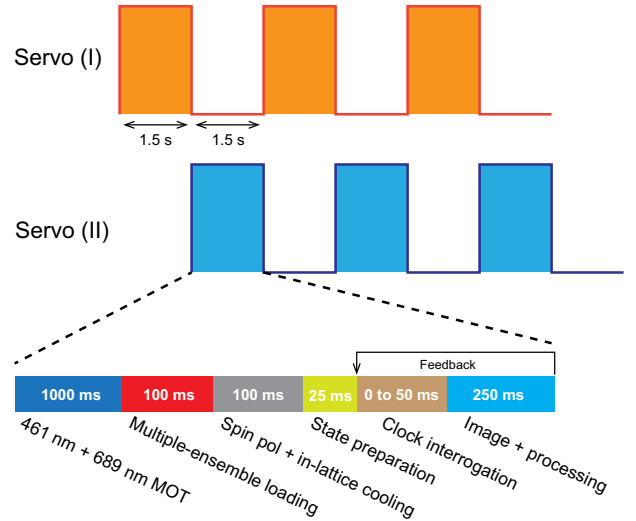 Servo (I)
1.5 s
1.5 s
Servo (II)
Feedback
1000 ms
100 ms
100 ms
25 ms
0 to 50 ms
250 ms
461 nm + 689 nm MOT
Multiple-ensemble loading
Spin pol + in-lattice cooling
State preparation
Clock interrogation
Image + processing